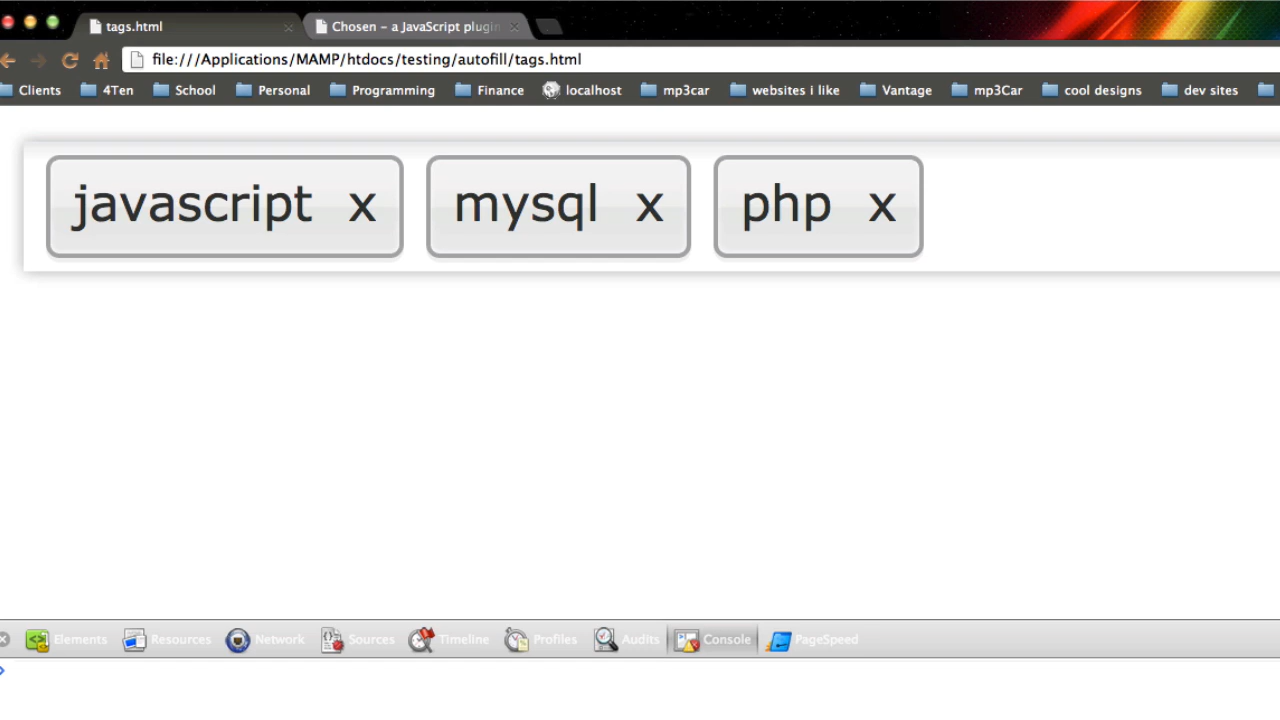 tags.html
Chosen – a JavaScript plugin
file:///Applications/MAMP/htdocs/testing/autofill/tags.html
Clients 4Ten School Personal Programming Finance localhost mp3car websites i like Vantage mp3Car cool designs dev sites
javascript x mysql x php x
Elements Resources Network Sources Timeline Profiles Audits Console PageSpeed